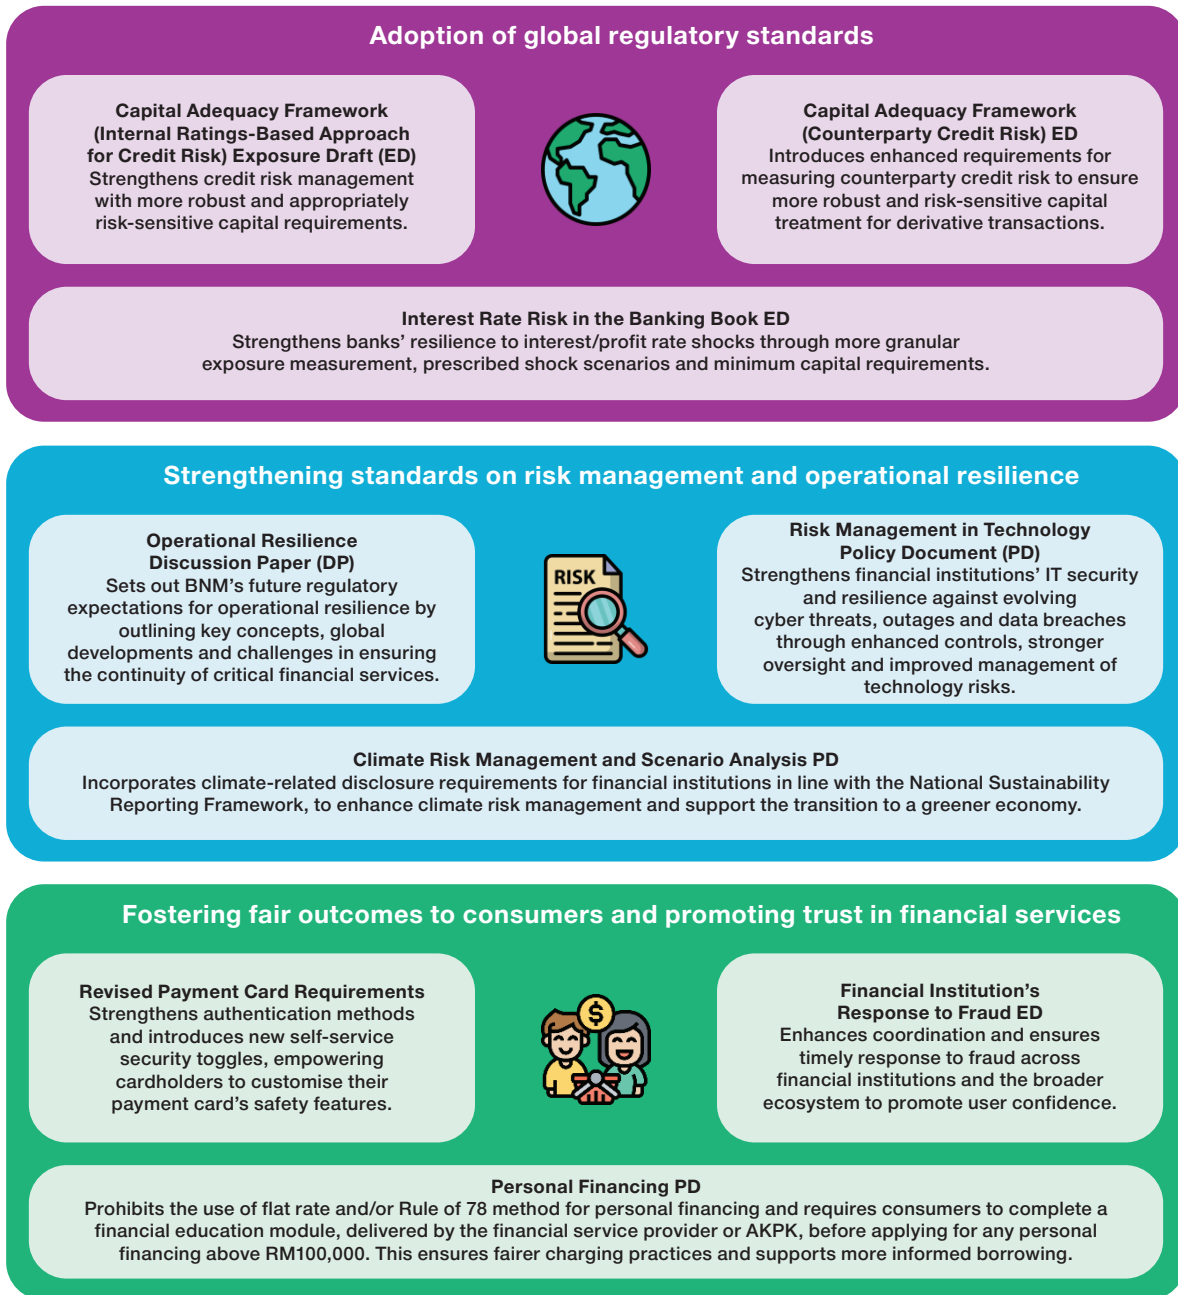 Adoption of global regulatory standards
Capital Adequacy Framework
(Internal Ratings-Based Approach
for Credit Risk) Exposure Draft (ED)
Strengthens credit risk management
with more robust and appropriately
risk-sensitive capital requirements.
Capital Adequacy Framework
(Counterparty Credit Risk) ED
Introduces enhanced requirements for
measuring counterparty credit risk to ensure
more robust and risk-sensitive capital
treatment for derivative transactions.
Interest Rate Risk in the Banking Book ED
Strengthens banks’ resilience to interest/profit rate shocks through more granular
exposure measurement, prescribed shock scenarios and minimum capital requirements.
Strengthening standards on risk management and operational resilience
Operational Resilience
Discussion Paper (DP)
Sets out BNM’s future regulatory
expectations for operational resilience by
outlining key concepts, global
developments and challenges in ensuring
the continuity of critical financial services.
RISK
Risk Management in Technology
Policy Document (PD)
Strengthens financial institutions’ IT security
and resilience against evolving
cyber threats, outages and data breaches
through enhanced controls, stronger
oversight and improved management of
technology risks.
Climate Risk Management and Scenario Analysis PD
Incorporates climate-related disclosure requirements for financial institutions in line with the National Sustainability
Reporting Framework, to enhance climate risk management and support the transition to a greener economy.
Fostering fair outcomes to consumers and promoting trust in financial services
Revised Payment Card Requirements
Strengthens authentication methods
and introduces new self-service
security toggles, empowering
cardholders to customise their
payment card’s safety features.
$
Financial Institution’s
Response to Fraud ED
Enhances coordination and ensures
timely response to fraud across
financial institutions and the broader
ecosystem to promote user confidence.
Personal Financing PD
Prohibits the use of flat rate and/or Rule of 78 method for personal financing and requires consumers to complete a
financial education module, delivered by the financial service provider or AKPK, before applying for any personal
financing above RM100,000. This ensures fairer charging practices and supports more informed borrowing.